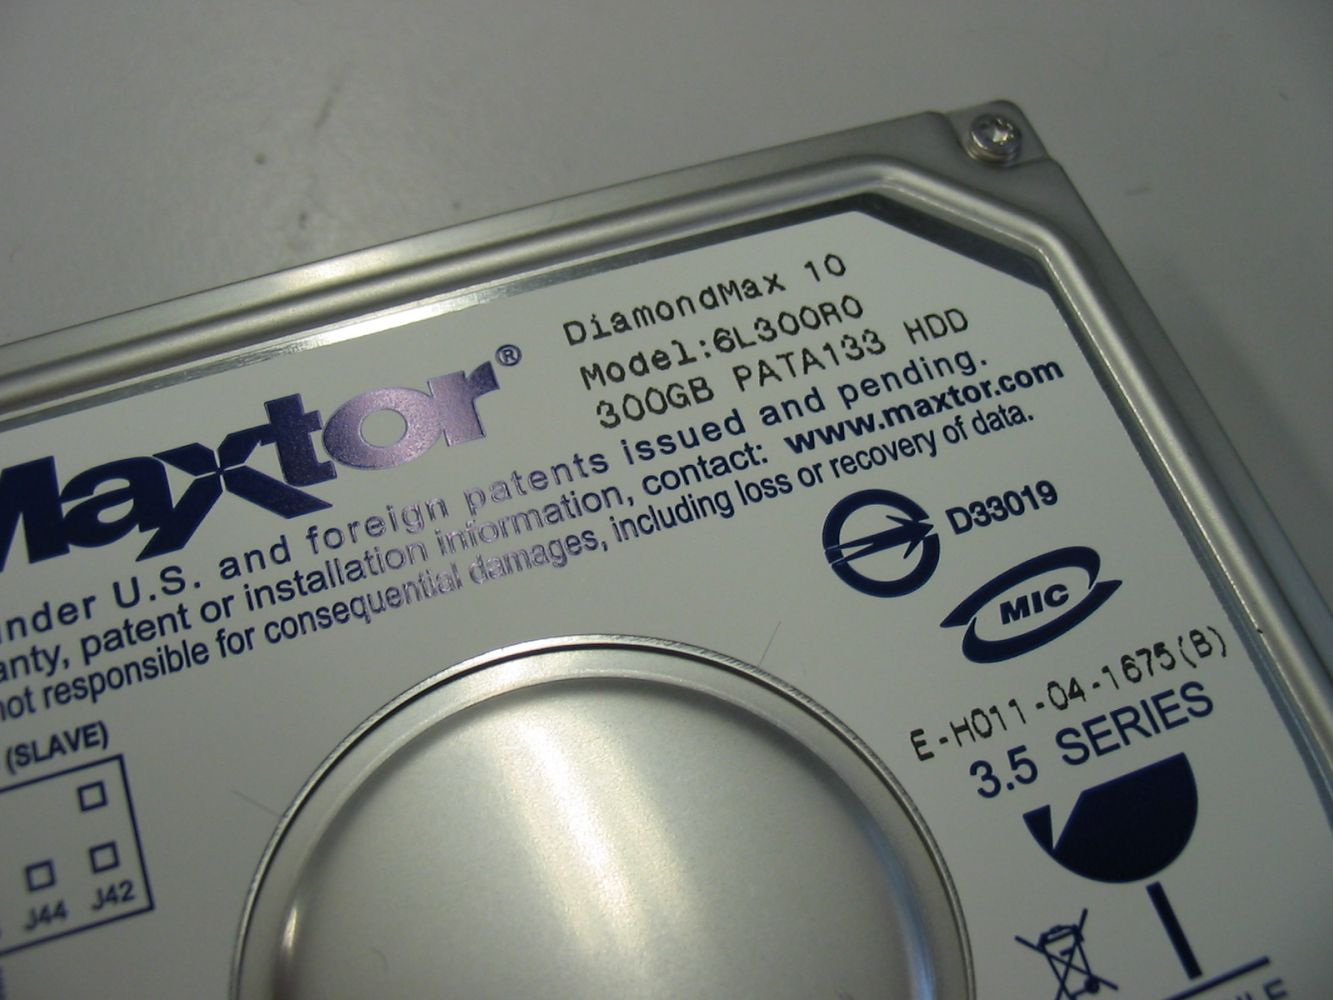 DiamondMax 10
Model:6L300R0
300GB PATA133 HDD
Maxtor®
under U.S. and foreign patents issued and pending.
patent or installation information, contact: www.maxtor.com
not responsible for consequential damages, including loss or recovery of data.
D33019
MIC
E-H011-04-1675(B)
3.5 SERIES
(SLAVE)
J44 J42